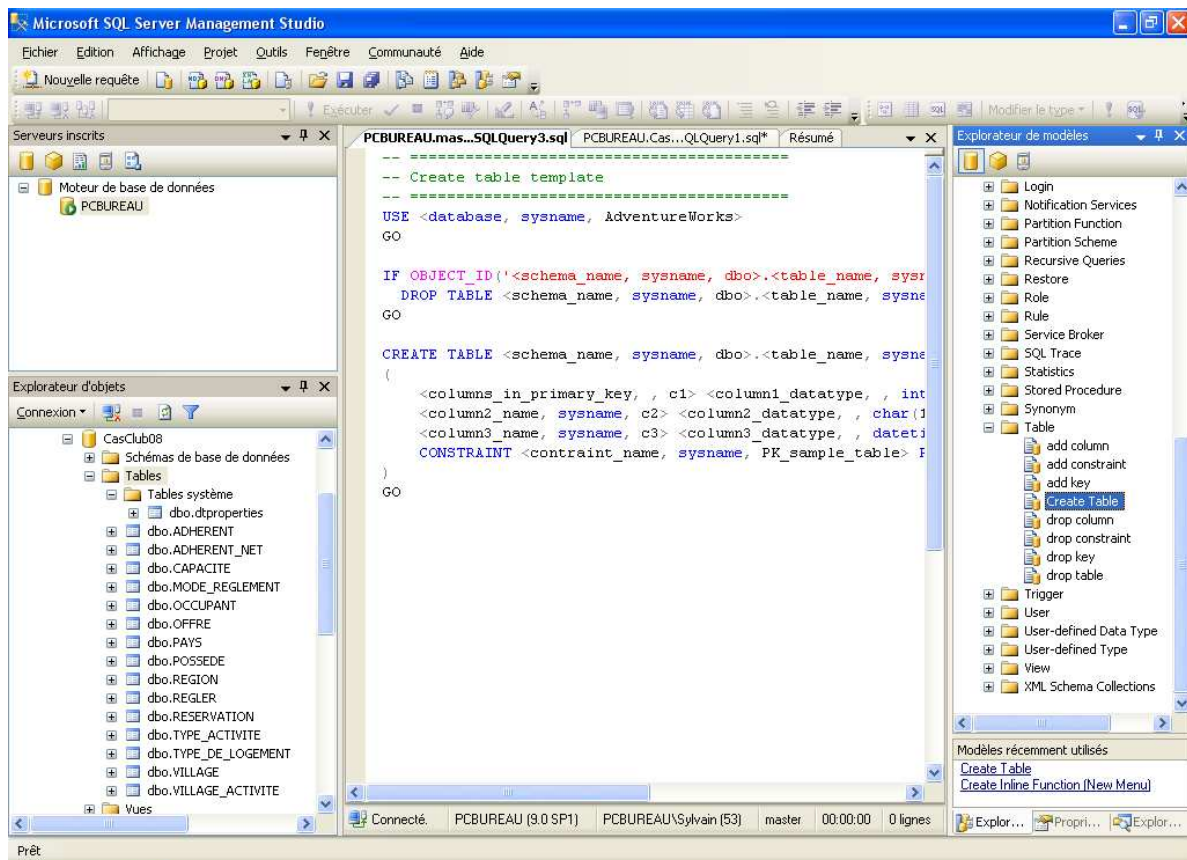 Microsoft SQL Server Management Studio
Fichier Edition Affichage Projet Outils Fenêtre Communauté Aide
Nouvelle requête
Exécuter
Modifier le type
Serveurs inscrits
Moteur de base de données
PCBUREAU
Explorateur d'objets
Connexion
CasClub08
Schémas de base de données
Tables
Tables système
dbo.dtproperties
dbo.ADHERENT
dbo.ADHERENT_NET
dbo.CAPACITE
dbo.MODE_REGLEMENT
dbo.OCCUPANT
dbo.OFFRE
dbo.PAYS
dbo.POSSEDE
dbo.REGION
dbo.REGLER
dbo.RESERVATION
dbo.TYPE_ACTIVITE
dbo.TYPE_DE_LOGEMENT
dbo.VILLAGE
dbo.VILLAGE_ACTIVITE
Vues
PCBUREAU.mas...SQLQuery3.sql PCBUREAU.Cas...QLQuery1.sql* Résumé
-- =========================================
-- Create table template
-- =========================================
USE <database, sysname, AdventureWorks>
GO
IF OBJECT_ID('<schema_name, sysname, dbo>.<table_name, sysn
DROP TABLE <schema_name, sysname, dbo>.<table_name, sysna
GO
CREATE TABLE <schema_name, sysname, dbo>.<table_name, sysna
(
<columns_in_primary_key, , c1> <column1_datatype, , int
<column2_name, sysname, c2> <column2_datatype, , char(1
<column3_name, sysname, c3> <column3_datatype, , dateti
CONSTRAINT <contraint_name, sysname, PK_sample_table> P
)
GO
Connecté. PCBUREAU (9.0 SP1) PCBUREAU\Sylvain (53) master 00:00:00 0 lignes
Explorateur de modèles
Login
Notification Services
Partition Function
Partition Scheme
Recursive Queries
Restore
Role
Rule
Service Broker
SQL Trace
Statistics
Stored Procedure
Synonym
Table
add column
add constraint
add key
Create Table
drop column
drop constraint
drop key
drop table
Trigger
User
User-defined Data Type
User-defined Type
View
XML Schema Collections
Modèles récemment utilisés
Create Table
Create Inline Function (New Menu)
Explor... Propri... Explor...
Prêt